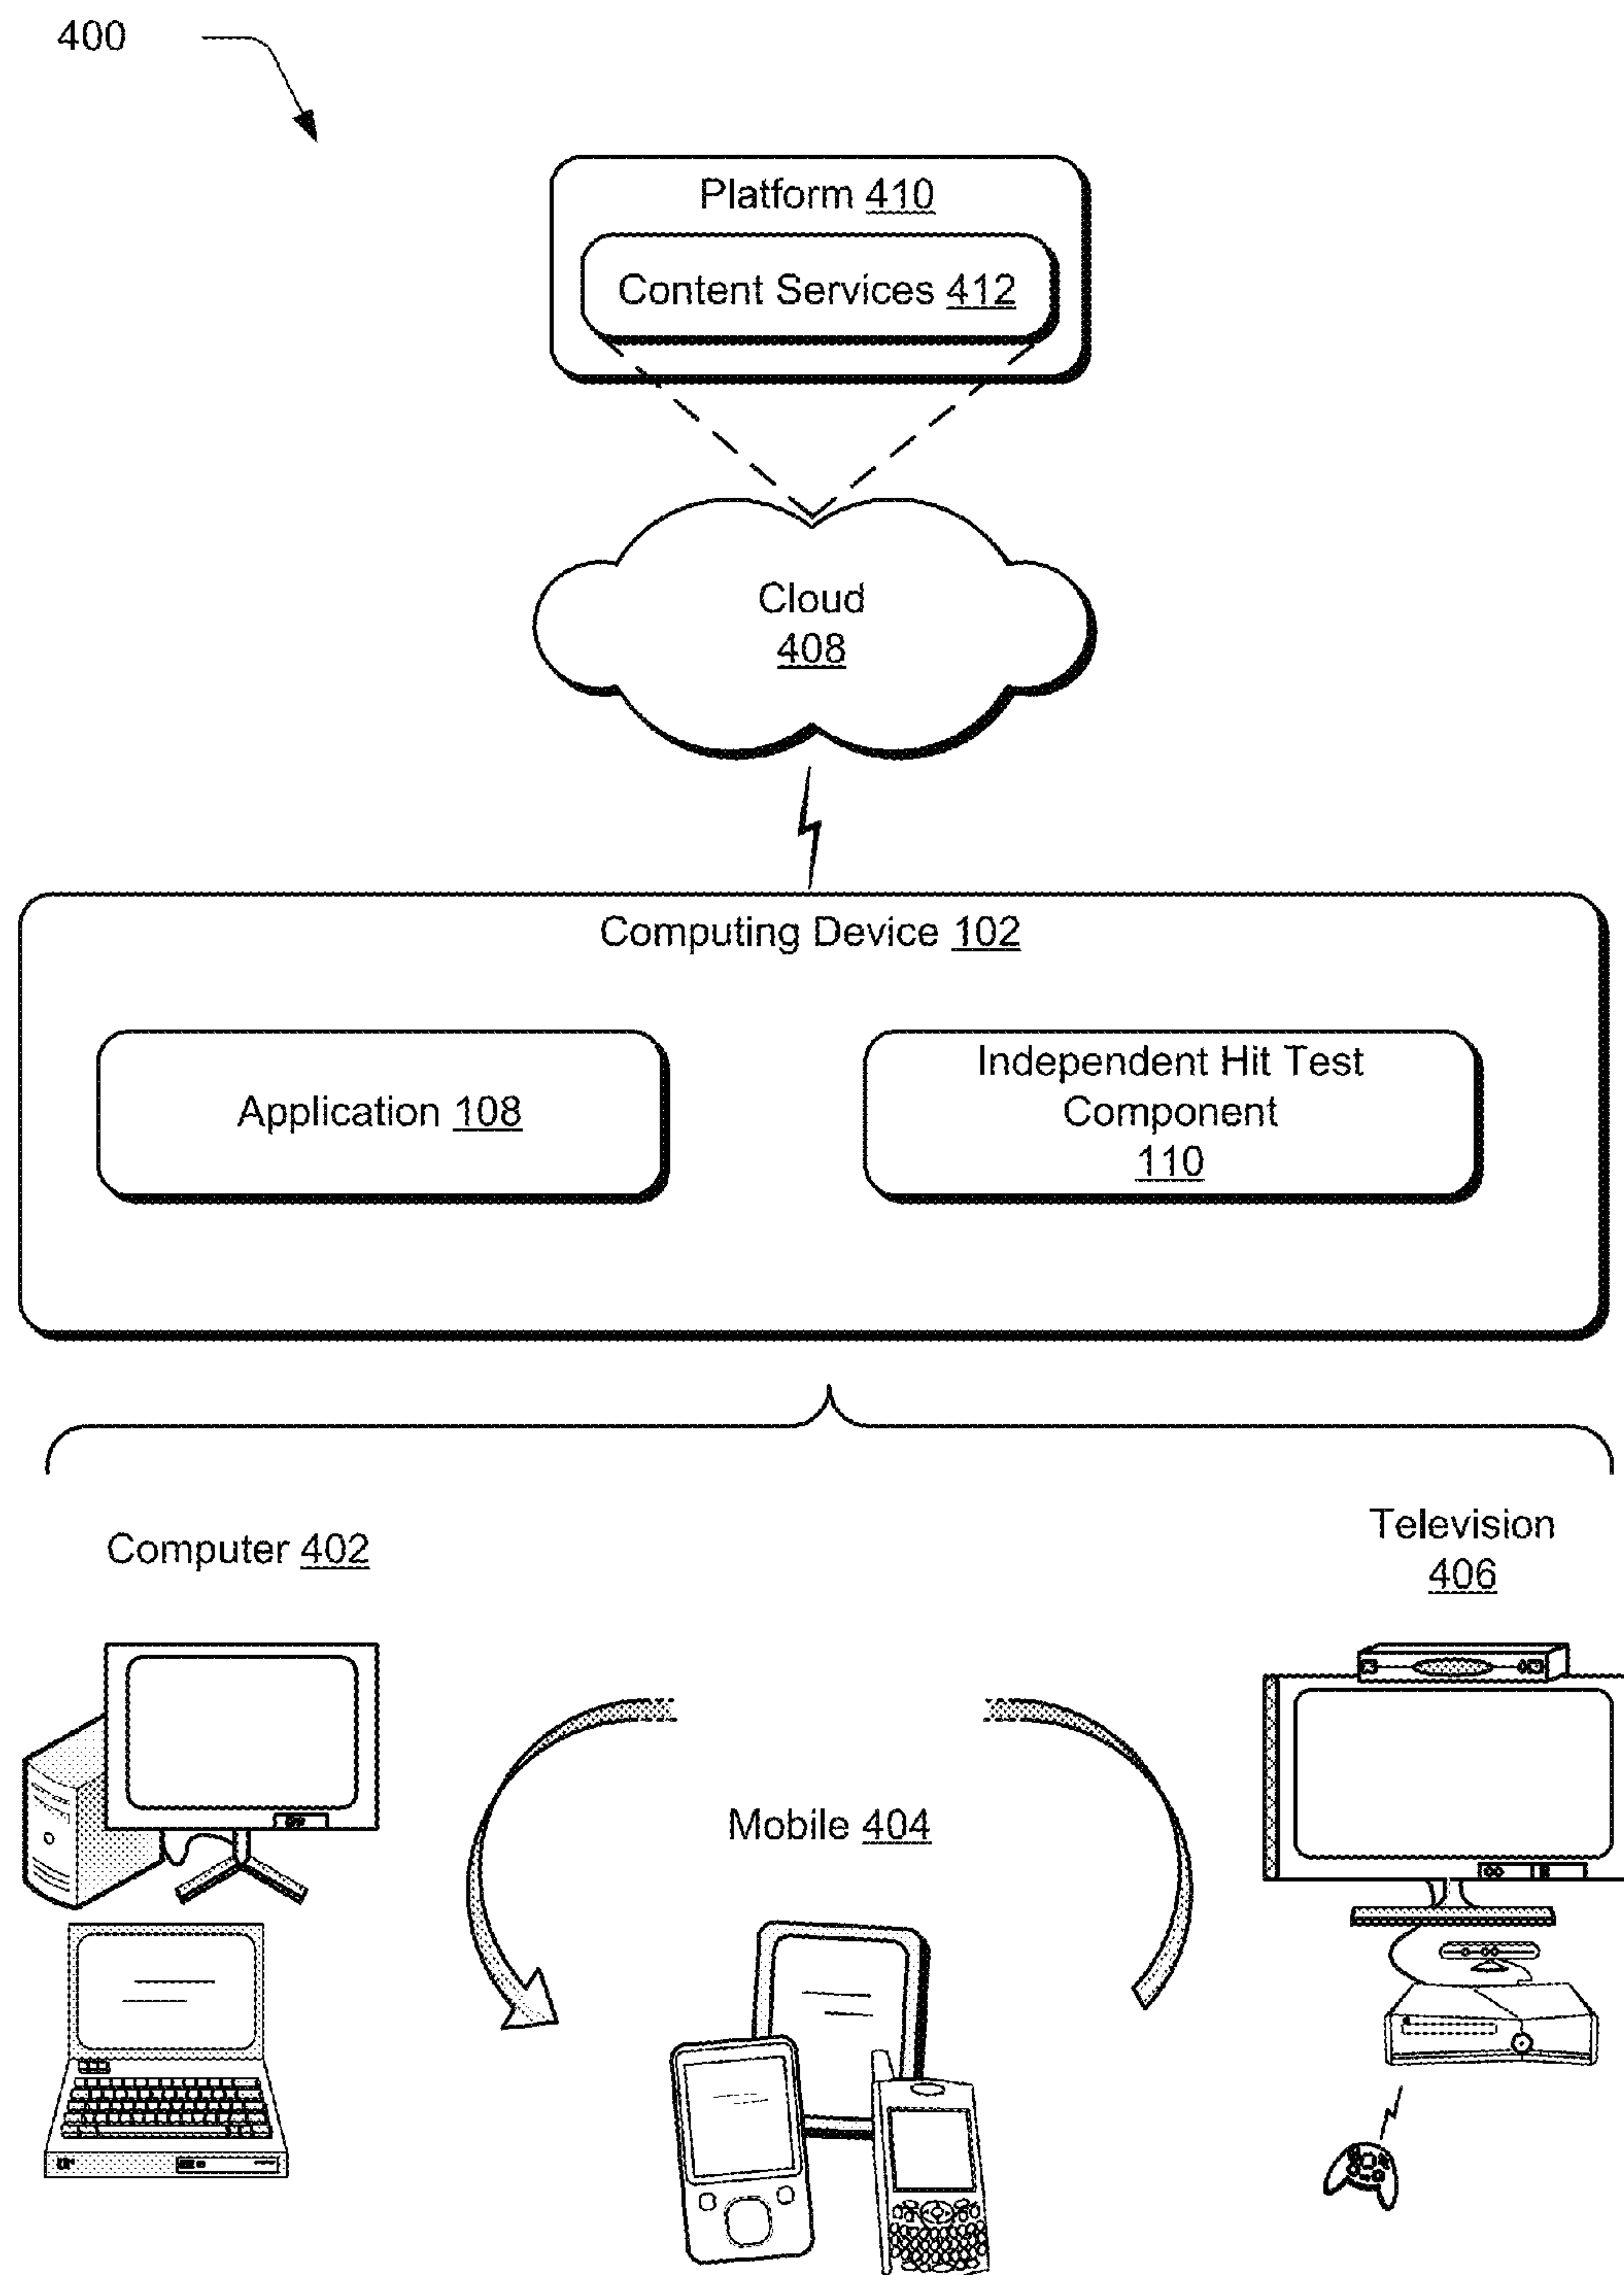 400
Platform 410
Content Services 412
Cloud
408
Computing Device 102
Application 108
Independent Hit Test
Component
110
Computer 402
Television
406
Mobile 404